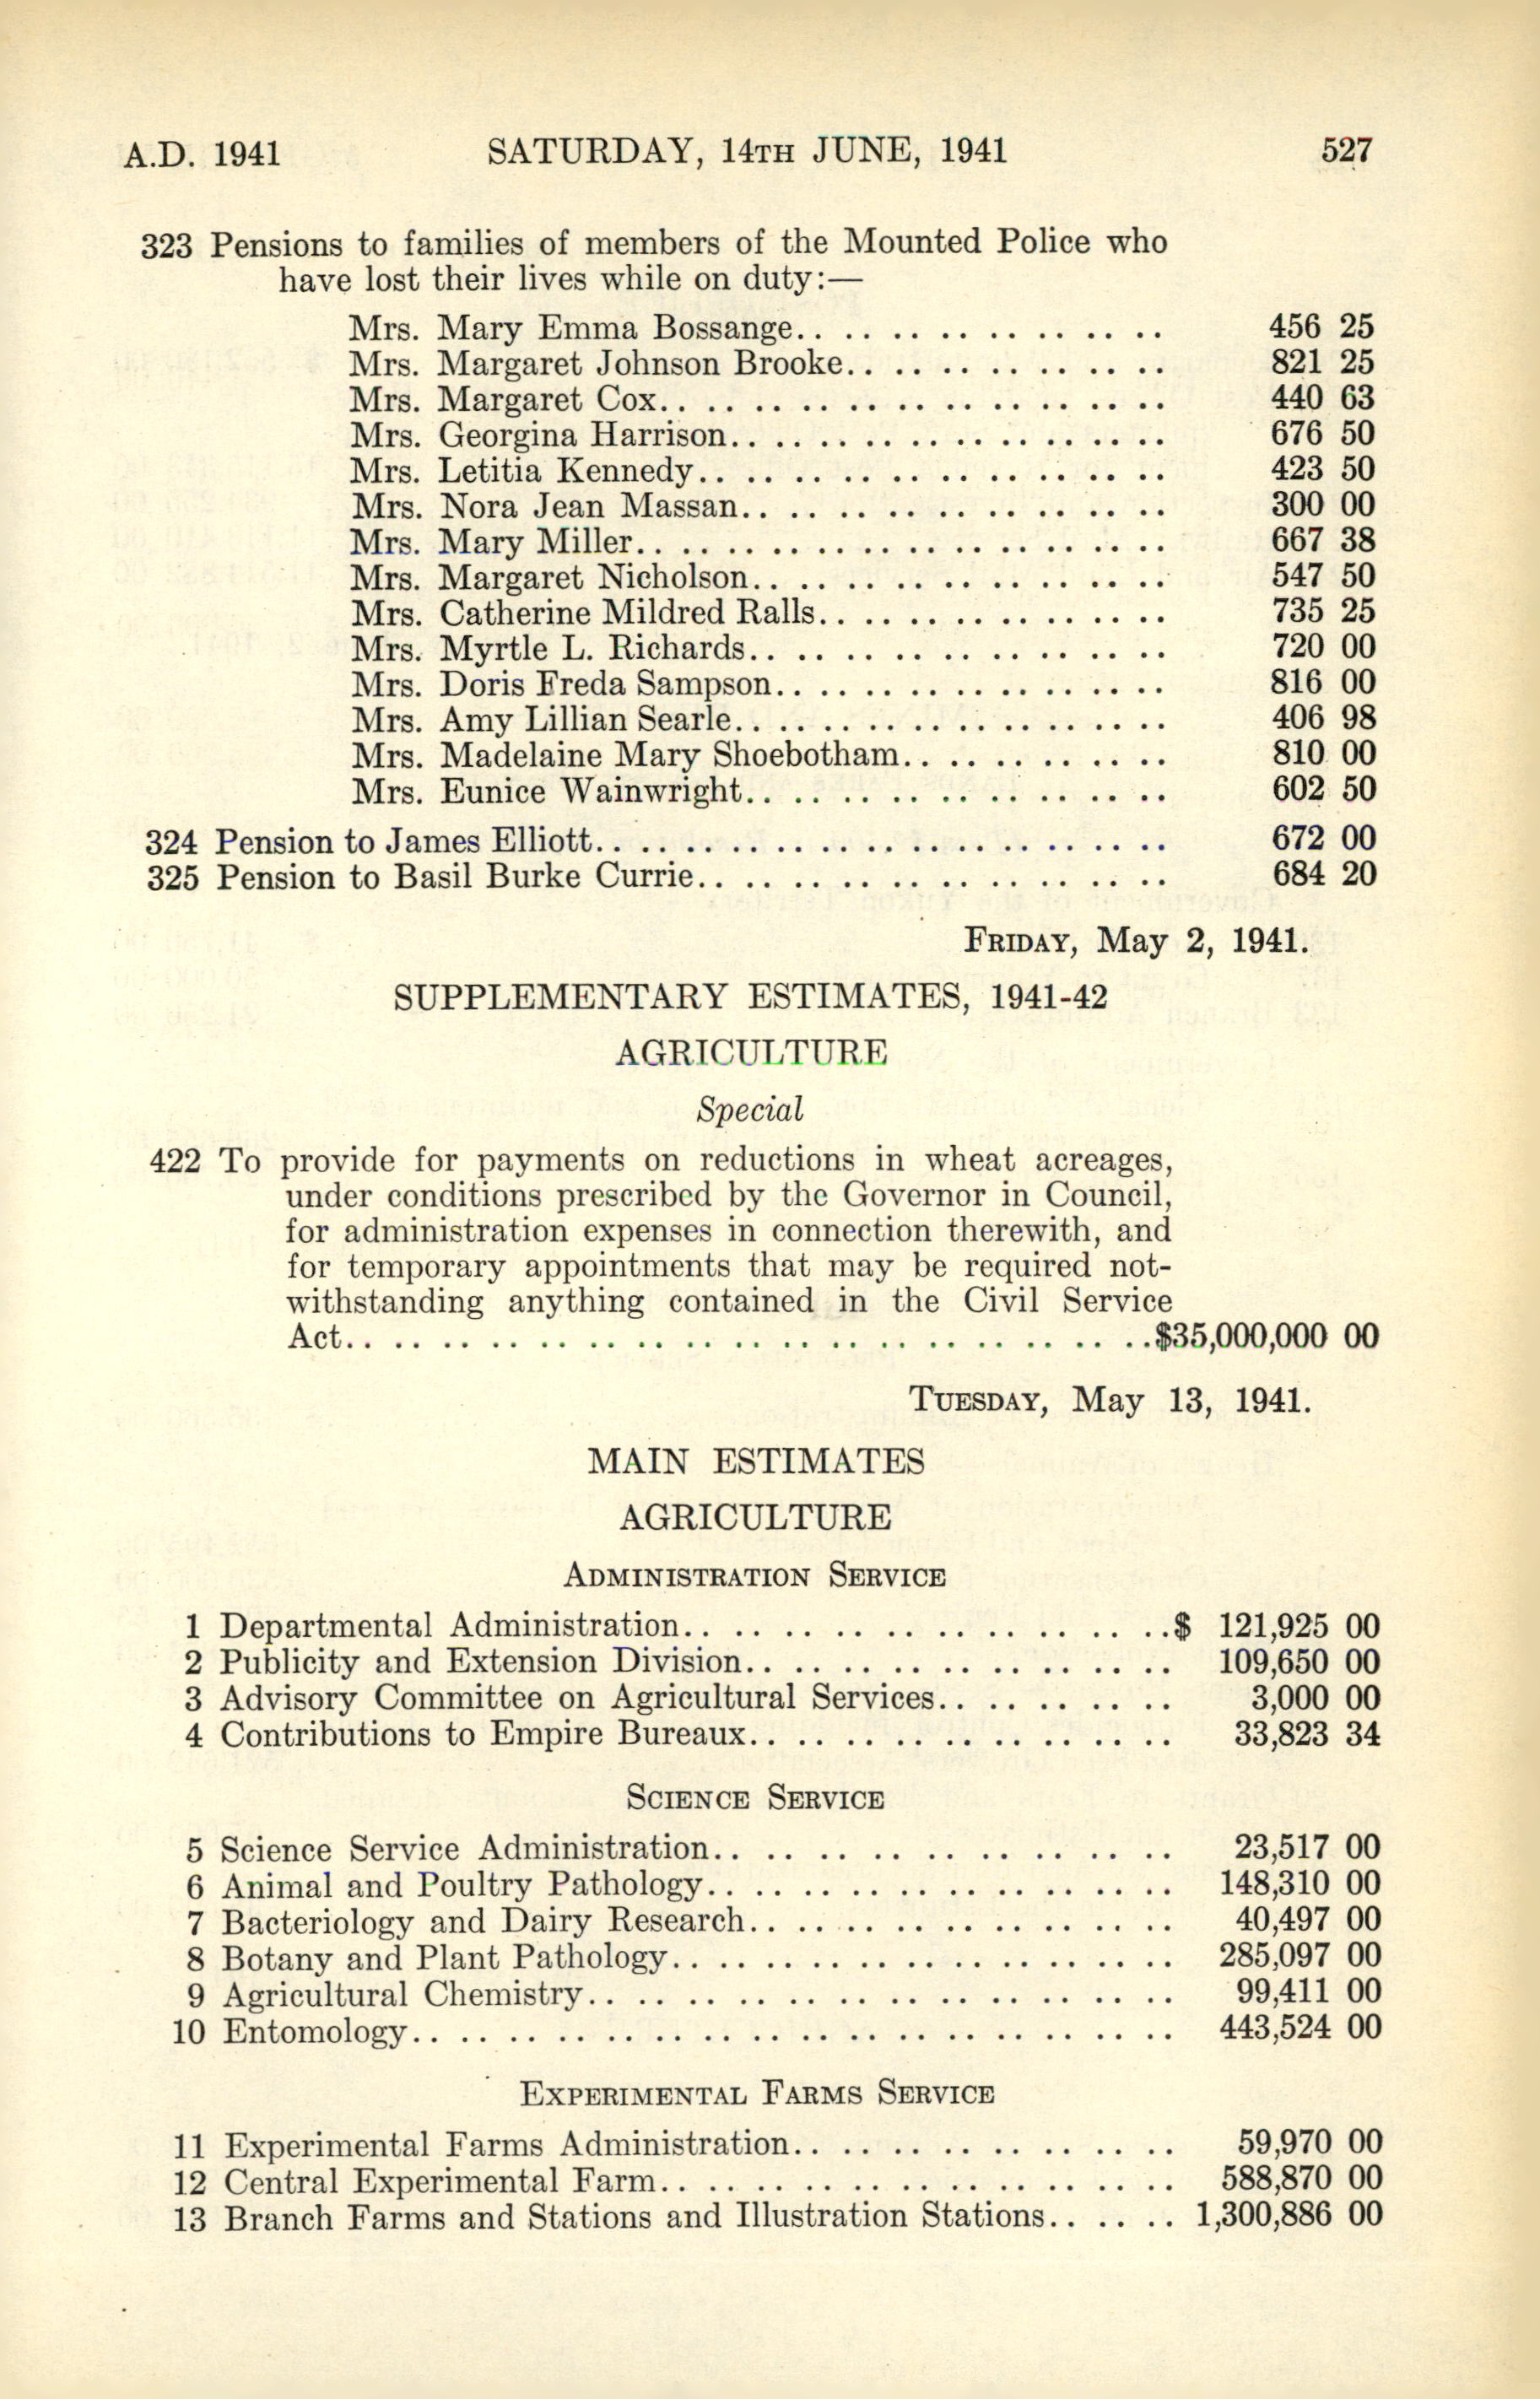 A.D. 1941 SATURDAY, 14TH JUNE, 1941 527
323 Pensions to families of members of the Mounted Police who
have lost their lives while on duty:—
Mrs. Mary Emma Bossange.. .. .. .. .. .. .. .. 456 25
Mrs. Margaret Johnson Brooke.. .. .. .. .. .. .. 821 25
Mrs. Margaret Cox.. .. .. .. .. .. .. .. .. .. .. 440 63
Mrs. Georgina Harrison.. .. .. .. .. .. .. .. .. 676 50
Mrs. Letitia Kennedy.. .. .. .. .. .. .. .. .. .. 423 50
Mrs. Nora Jean Massan.. .. .. .. .. .. .. .. .. 300 00
Mrs. Mary Miller.. .. .. .. .. .. .. .. .. .. .. 667 38
Mrs. Margaret Nicholson.. .. .. .. .. .. .. .. .. 547 50
Mrs. Catherine Mildred Ralls.. .. .. .. .. .. .. .. 735 25
Mrs. Myrtle L. Richards.. .. .. .. .. .. .. .. .. 720 00
Mrs. Doris Freda Sampson.. .. .. .. .. .. .. .. .. 816 00
Mrs. Amy Lillian Searle.. .. .. .. .. .. .. .. .. 406 98
Mrs. Madelaine Mary Shoebotham.. .. .. .. .. .. 810 00
Mrs. Eunice Wainwright.. .. .. .. .. .. .. .. .. 602 50
324 Pension to James Elliott.. .. .. .. .. .. .. .. .. .. .. .. 672 00
325 Pension to Basil Burke Currie.. .. .. .. .. .. .. .. .. .. 684 20
FRIDAY, May 2, 1941.
SUPPLEMENTARY ESTIMATES, 1941-42
AGRICULTURE
Special
422 To provide for payments on reductions in wheat acreages,
under conditions prescribed by the Governor in Council,
for administration expenses in connection therewith, and
for temporary appointments that may be required not-
withstanding anything contained in the Civil Service
Act.. .. .. .. .. .. .. .. .. .. .. .. .. .. .. .. ..$35,000,000 00
TUESDAY, May 13, 1941.
MAIN ESTIMATES
AGRICULTURE
ADMINISTRATION SERVICE
1 Departmental Administration.. .. .. .. .. .. .. .. .. ..$ 121,925 00
2 Publicity and Extension Division.. .. .. .. .. .. .. .. .. 109,650 00
3 Advisory Committee on Agricultural Services.. .. .. .. .. 3,000 00
4 Contributions to Empire Bureaux.. .. .. .. .. .. .. .. .. 33,823 34
SCIENCE SERVICE
5 Science Service Administration.. .. .. .. .. .. .. .. .. .. 23,517 00
6 Animal and Poultry Pathology.. .. .. .. .. .. .. .. .. .. 148,310 00
7 Bacteriology and Dairy Research.. .. .. .. .. .. .. .. .. 40,497 00
8 Botany and Plant Pathology.. .. .. .. .. .. .. .. .. .. .. 285,097 00
9 Agricultural Chemistry.. .. .. .. .. .. .. .. .. .. .. .. 99,411 00
10 Entomology.. .. .. .. .. .. .. .. .. .. .. .. .. .. .. .. 443,524 00
EXPERIMENTAL FARMS SERVICE
11 Experimental Farms Administration.. .. .. .. .. .. .. .. 59,970 00
12 Central Experimental Farm.. .. .. .. .. .. .. .. .. .. .. 588,870 00
13 Branch Farms and Stations and Illustration Stations.. .. .. 1,300,886 00